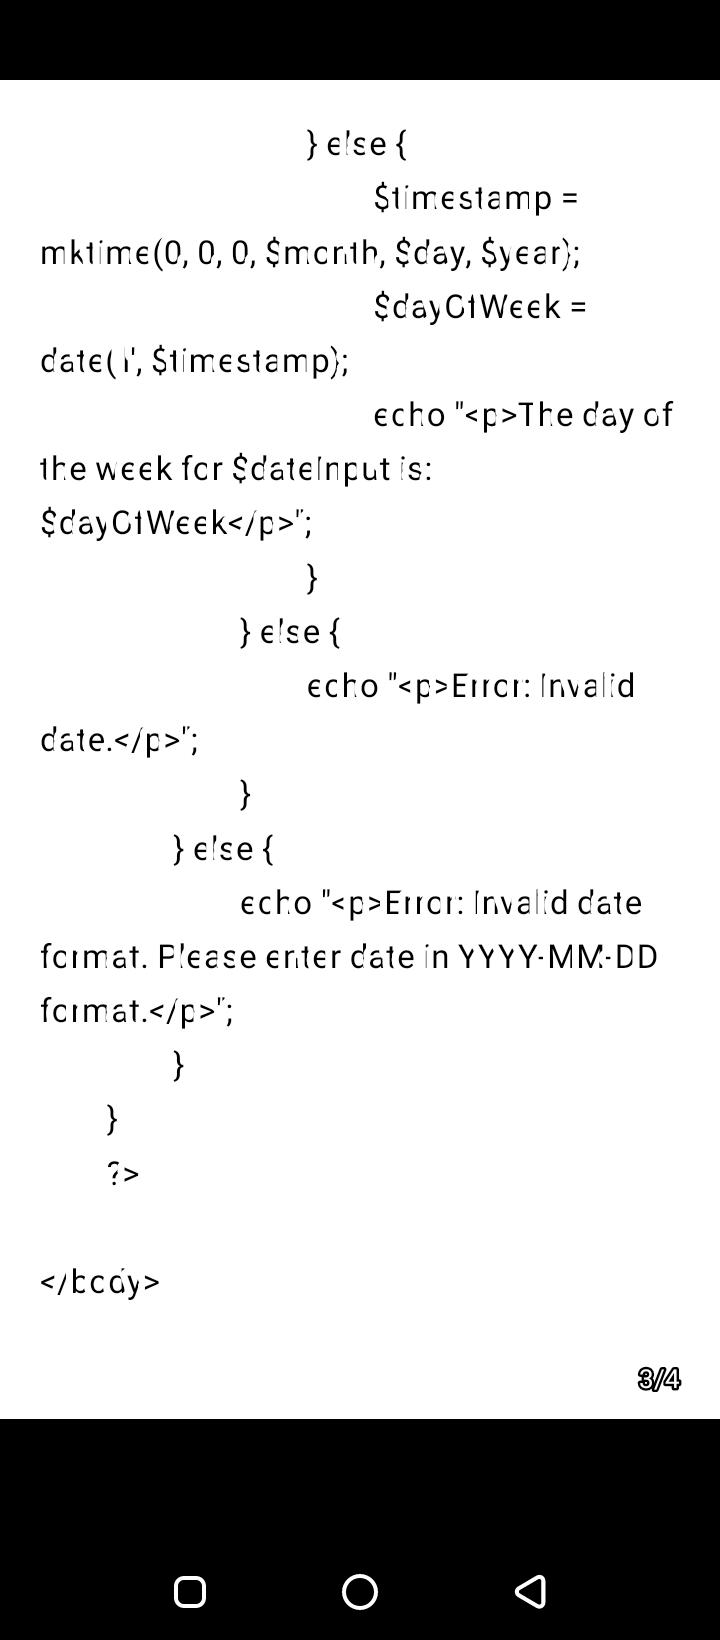 } else {
$timestamp =
mktime(0, 0, 0, $month, $day, $year);
$dayOfWeek =
date('l', $timestamp);
echo "<p>The day of
the week for $dateInput is:
$dayOfWeek</p>";
}
} else {
echo "<p>Error: Invalid
date.</p>";
}
} else {
echo "<p>Error: Invalid date
format. Please enter date in YYYY-MM-DD
format.</p>";
}
}
?>
</body>
3/4